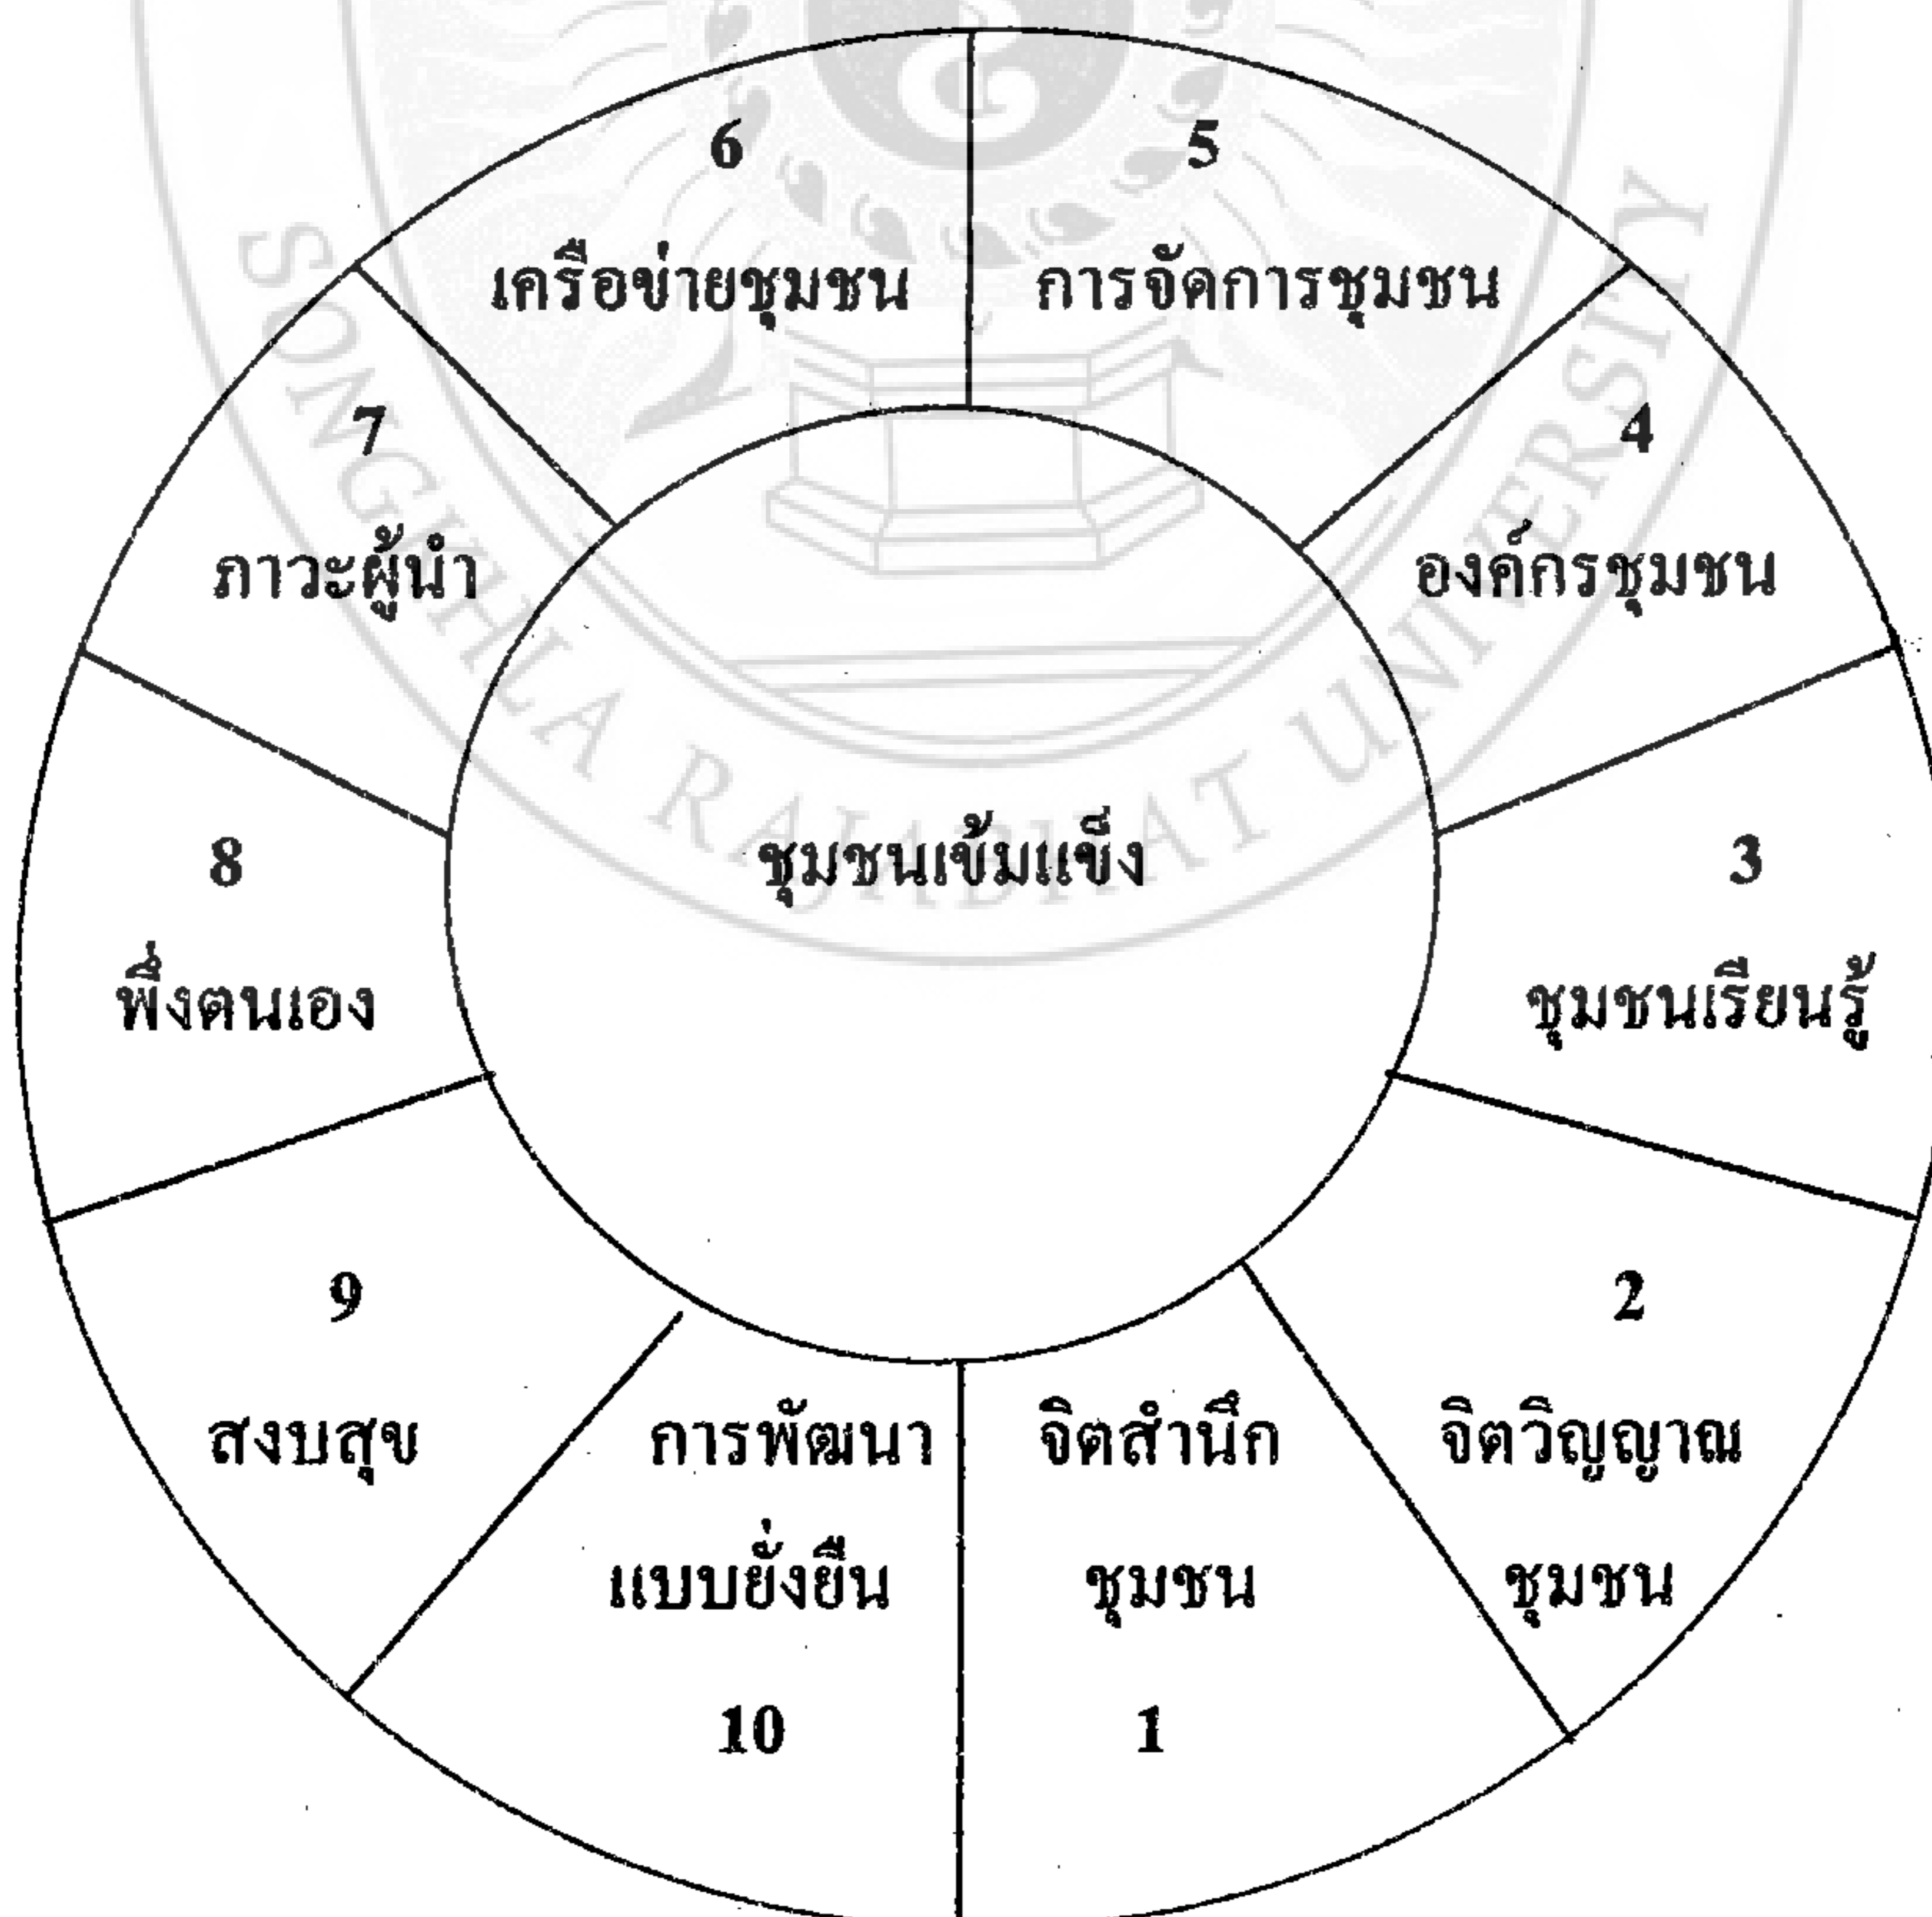 6
เครือข่ายชุมชน
5
การจัดการชุมชน
7
ภาวะผู้นำ
4
องค์กรชุมชน
8
พึ่งตนเอง
ชุมชนเข้มแข็ง
3
ชุมชนเรียนรู้
9
สงบสุข
การพัฒนา
แบบยั่งยืน
10
จิตสำนึก
ชุมชน
1
2
จิตวิญญาณ
ชุมชน
SONGKHLA RAJABHAT UNIVERSITY